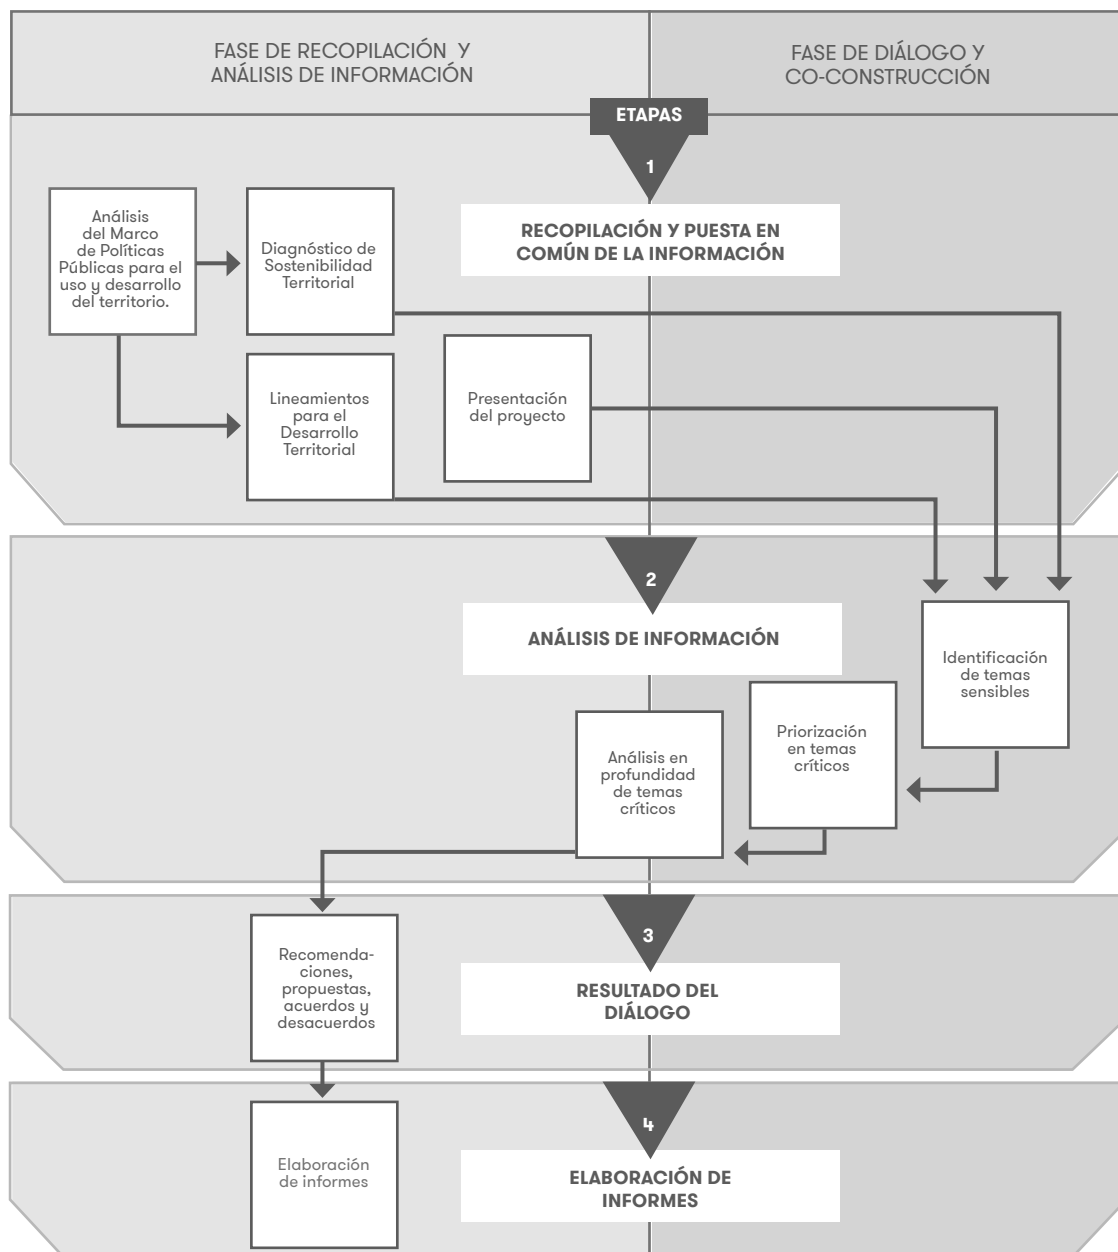 FASE DE RECOPILACIÓN Y
ANÁLISIS DE INFORMACIÓN
FASE DE DIÁLOGO Y
CO-CONSTRUCCIÓN
ETAPAS
1
RECOPILACIÓN Y PUESTA EN
COMÚN DE LA INFORMACIÓN
Análisis
del Marco
de Políticas
Públicas para el
uso y desarrollo
del territorio.
Diagnóstico de
Sostenibilidad
Territorial
Lineamientos
para el
Desarrollo
Territorial
Presentación
del proyecto
2
ANÁLISIS DE INFORMACIÓN
Identificación
de temas
sensibles
Priorización
en temas
críticos
Análisis en
profundidad
de temas
críticos
3
RESULTADO DEL
DIÁLOGO
Recomenda-
ciones,
propuestas,
acuerdos y
desacuerdos
4
ELABORACIÓN DE
INFORMES
Elaboración
de informes